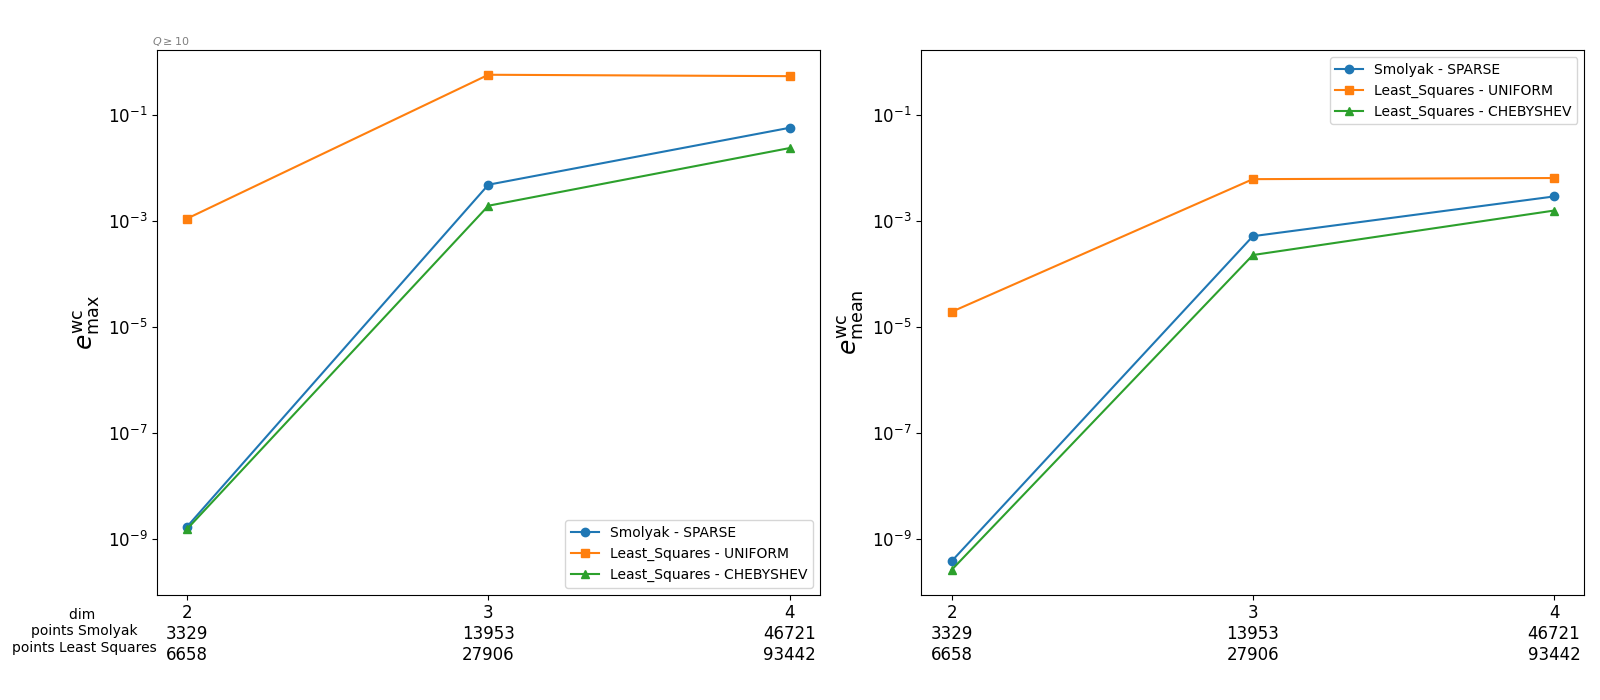 Q ≥ 10
10⁻¹
10⁻³
10⁻⁵
10⁻⁷
10⁻⁹
e^wc_max
Smolyak - SPARSE
Least_Squares - UNIFORM
Least_Squares - CHEBYSHEV
dim 2 3 4
points Smolyak 3329 13953 46721
points Least Squares 6658 27906 93442
10⁻¹
10⁻³
10⁻⁵
10⁻⁷
10⁻⁹
e^wc_mean
Smolyak - SPARSE
Least_Squares - UNIFORM
Least_Squares - CHEBYSHEV
2 3 4
3329 13953 46721
6658 27906 93442